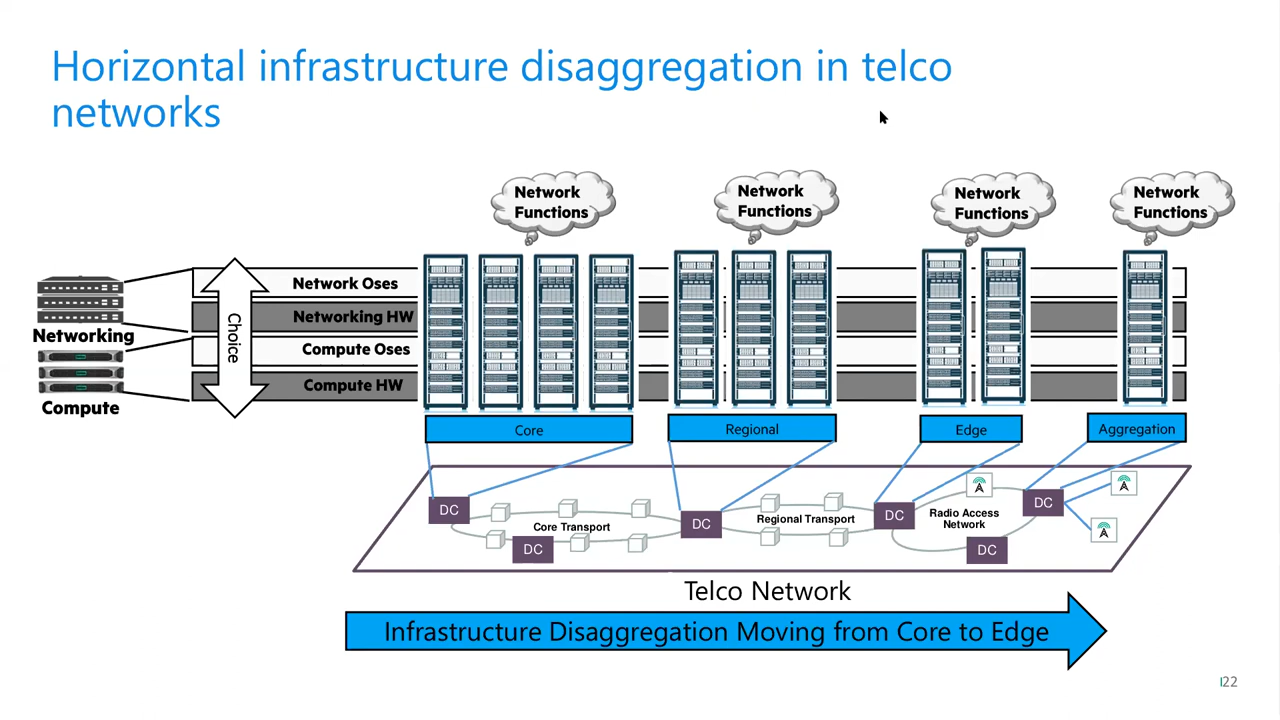 Horizontal infrastructure disaggregation in telco
networks
Network
Functions
Network
Functions
Network
Functions
Network
Functions
Networking
Compute
Choice
Network Oses
Networking HW
Compute Oses
Compute HW
Core
Regional
Edge
Aggregation
DC
DC
Core Transport
DC
Regional Transport
DC
Radio Access
Network
DC
DC
Telco Network
Infrastructure Disaggregation Moving from Core to Edge
22